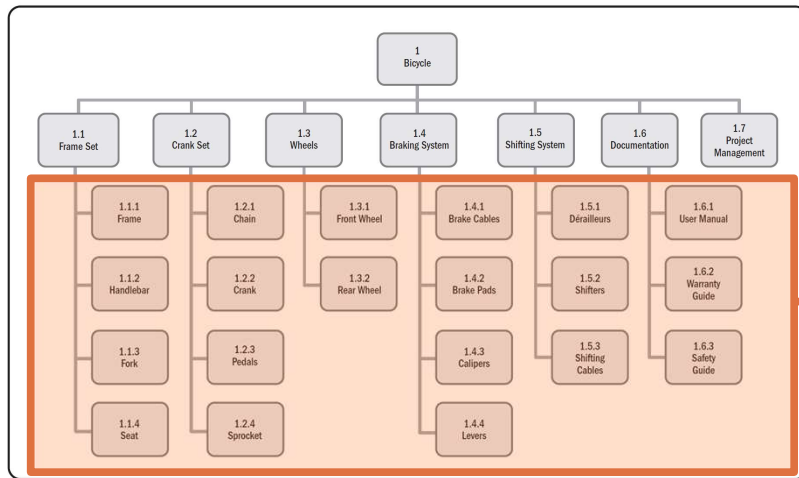 1
Bicycle
1.1
Frame Set
1.2
Crank Set
1.3
Wheels
1.4
Braking System
1.5
Shifting System
1.6
Documentation
1.7
Project
Management
1.1.1
Frame
1.1.2
Handlebar
1.1.3
Fork
1.1.4
Seat
1.2.1
Chain
1.2.2
Crank
1.2.3
Pedals
1.2.4
Sprocket
1.3.1
Front Wheel
1.3.2
Rear Wheel
1.4.1
Brake Cables
1.4.2
Brake Pads
1.4.3
Calipers
1.4.4
Levers
1.5.1
Dérailleurs
1.5.2
Shifters
1.5.3
Shifting
Cables
1.6.1
User Manual
1.6.2
Warranty
Guide
1.6.3
Safety
Guide